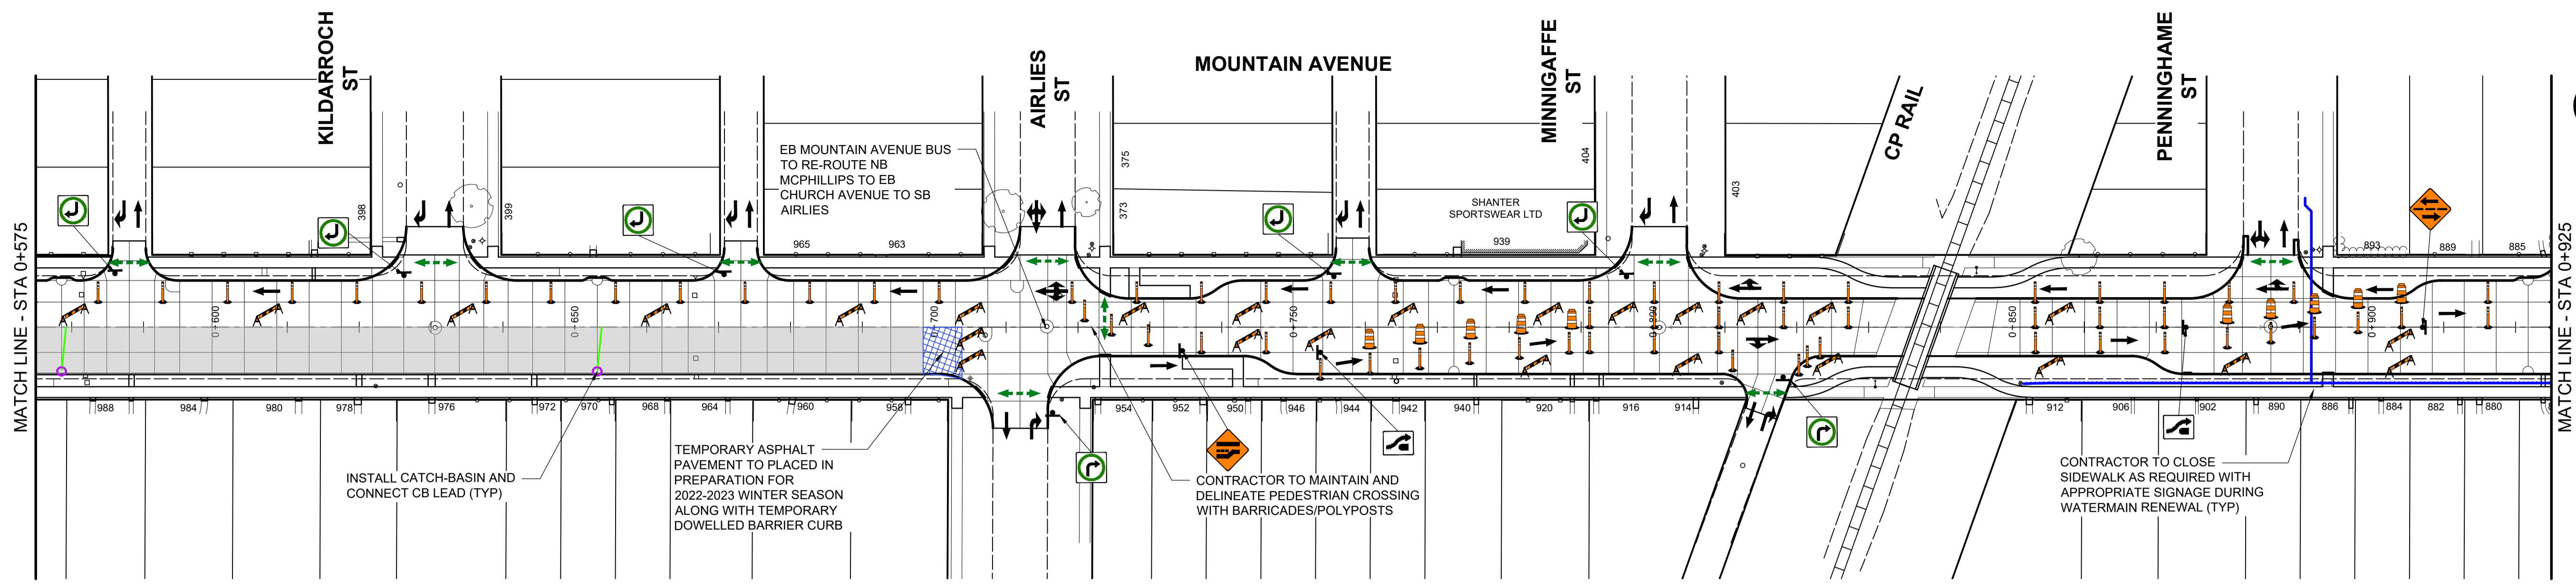 MOUNTAIN AVENUE
KILDARROCH
ST
AIRLIES
ST
MINNIGAFFE
ST
CP RAIL
PENNINGHAME
ST
MATCH LINE - STA 0+575
MATCH LINE - STA 0+925
EB MOUNTAIN AVENUE BUS
TO RE-ROUTE NB
MCPHILLIPS TO EB
CHURCH AVENUE TO SB
AIRLIES
398
399
965
963
375
373
404
SHANTER
SPORTSWEAR LTD
939
403
893
889
885
0+600
0+650
0+700
0+750
0+800
0+850
0+900
988
984
980
978
976
972
970
968
964
960
958
954
952
950
946
944
942
940
920
916
914
912
906
902
890
886
884
882
880
INSTALL CATCH-BASIN AND
CONNECT CB LEAD (TYP)
TEMPORARY ASPHALT
PAVEMENT TO PLACED IN
PREPARATION FOR
2022-2023 WINTER SEASON
ALONG WITH TEMPORARY
DOWELLED BARRIER CURB
CONTRACTOR TO MAINTAIN AND
DELINEATE PEDESTRIAN CROSSING
WITH BARRICADES/POLYPOSTS
CONTRACTOR TO CLOSE
SIDEWALK AS REQUIRED WITH
APPROPRIATE SIGNAGE DURING
WATERMAIN RENEWAL (TYP)